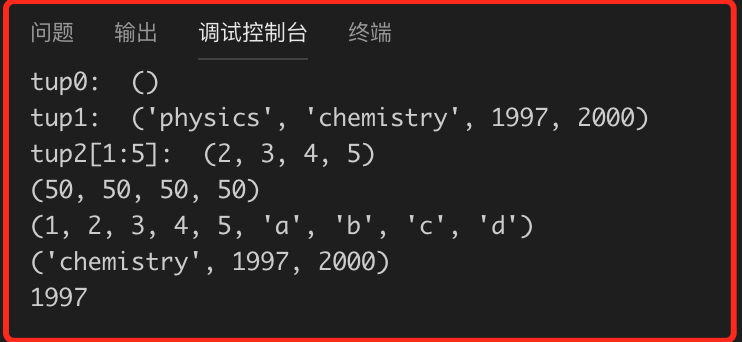 问题 输出 调试控制台 终端
tup0:  ()
tup1:  ('physics', 'chemistry', 1997, 2000)
tup2[1:5]:  (2, 3, 4, 5)
(50, 50, 50, 50)
(1, 2, 3, 4, 5, 'a', 'b', 'c', 'd')
('chemistry', 1997, 2000)
1997